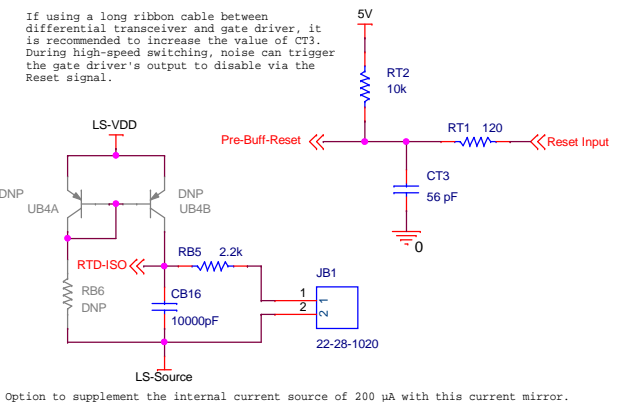 If using a long ribbon cable between
differential transceiver and gate driver, it
is recommended to increase the value of CT3.
During high-speed switching, noise can trigger
the gate driver's output to disable via the
Reset signal.
5V
RT2
10k
Pre-Buff-Reset
RT1 120
Reset Input
CT3
56 pF
0
LS-VDD
DNP
UB4A
DNP
UB4B
RTD-ISO
RB5 2.2k
RB6
DNP
CB16
10000pF
JB1
1
2
1
2
22-28-1020
LS-Source
Option to supplement the internal current source of 200 µA with this current mirror.